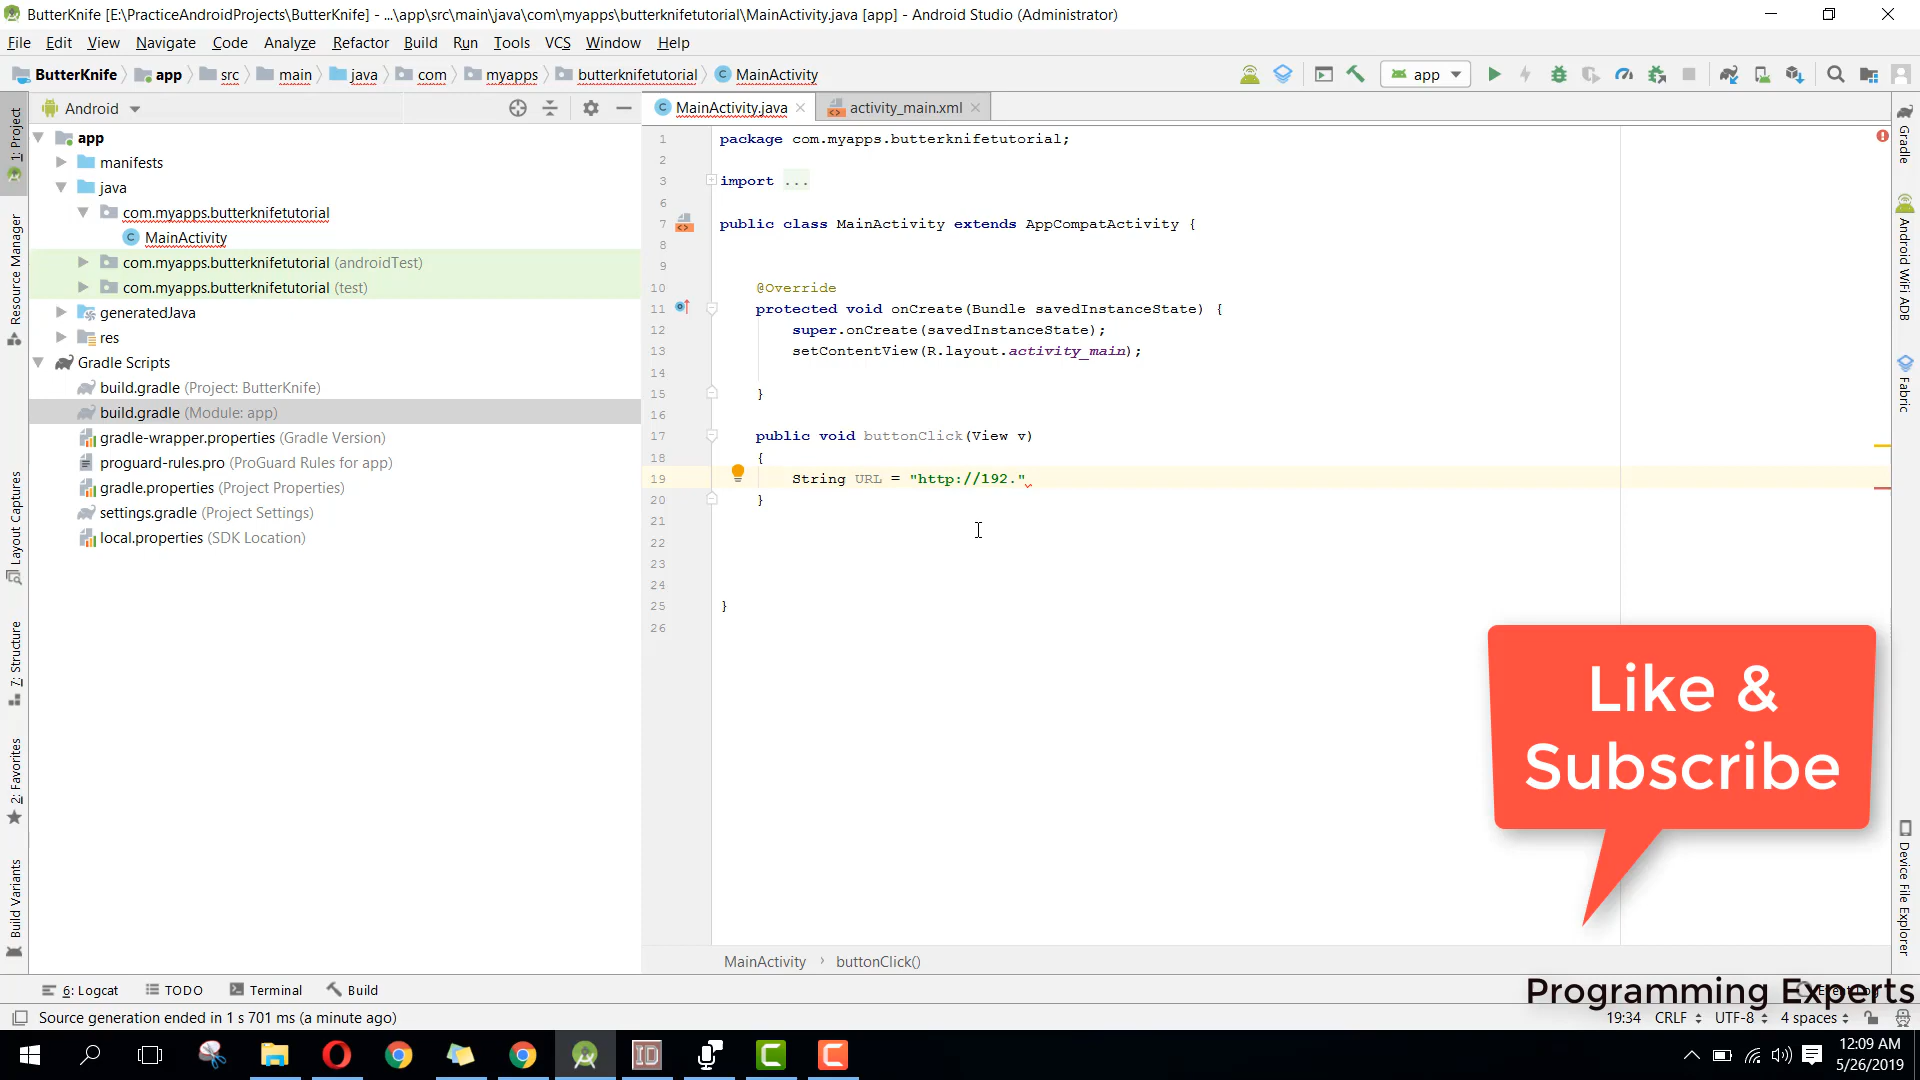 ButterKnife [E:\PracticeAndroidProjects\ButterKnife] - ...\app\src\main\java\com\myapps\butterknifetutorial\MainActivity.java [app] - Android Studio (Administrator)
File Edit View Navigate Code Analyze Refactor Build Run Tools VCS Window Help
ButterKnife app src main java com myapps butterknifetutorial MainActivity app
Android
MainActivity.java activity_main.xml
app
manifests
java
com.myapps.butterknifetutorial
MainActivity
com.myapps.butterknifetutorial (androidTest)
com.myapps.butterknifetutorial (test)
generatedJava
res
Gradle Scripts
build.gradle (Project: ButterKnife)
build.gradle (Module: app)
gradle-wrapper.properties (Gradle Version)
proguard-rules.pro (ProGuard Rules for app)
gradle.properties (Project Properties)
settings.gradle (Project Settings)
local.properties (SDK Location)
1: Project
Resource Manager
Layout Captures
7: Structure
2: Favorites
Build Variants
1 package com.myapps.butterknifetutorial;
2
3 import ...
6
7 public class MainActivity extends AppCompatActivity {
8
9
10 @Override
11 protected void onCreate(Bundle savedInstanceState) {
12 super.onCreate(savedInstanceState);
13 setContentView(R.layout.activity_main);
14
15 }
16
17 public void buttonClick(View v)
18 {
19 String URL = "http://192."
20 }
21
22
23
24
25 }
26
Gradle
Android WiFi ADB
Fabric
Device File Explorer
Like &
Subscribe
MainActivity › buttonClick()
6: Logcat TODO Terminal Build
Programming Experts
Source generation ended in 1 s 701 ms (a minute ago)
19:34 CRLF UTF-8 4 spaces
12:09 AM
5/26/2019